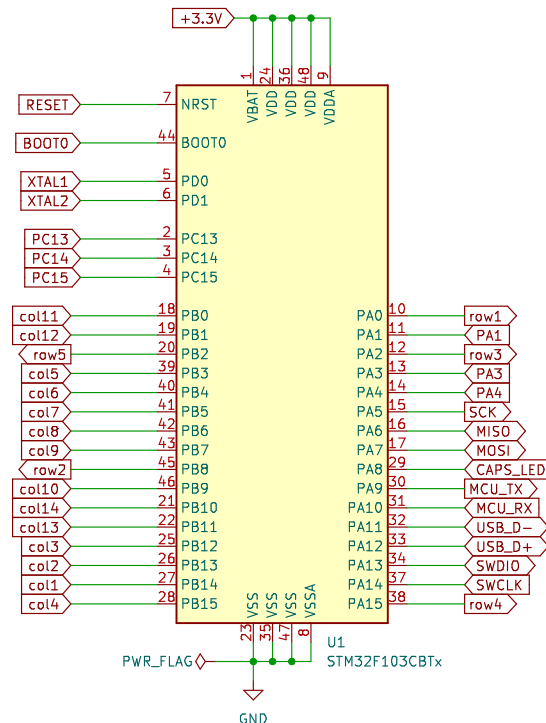 +3.3V
1 24 36 48 9
VBAT VDD VDD VDD VDDA
RESET 7 NRST
BOOT0 44 BOOT0
XTAL1 5 PD0
XTAL2 6 PD1
PC13 2 PC13
PC14 3 PC14
PC15 4 PC15
col11 18 PB0 PA0 10 row1
col12 19 PB1 PA1 11 PA1
row5 20 PB2 PA2 12 row3
col5 39 PB3 PA3 13 PA3
col6 40 PB4 PA4 14 PA4
col7 41 PB5 PA5 15 SCK
col8 42 PB6 PA6 16 MISO
col9 43 PB7 PA7 17 MOSI
row2 45 PB8 PA8 29 CAPS_LED
col10 46 PB9 PA9 30 MCU_TX
col14 21 PB10 PA10 31 MCU_RX
col13 22 PB11 PA11 32 USB_D-
col3 25 PB12 PA12 33 USB_D+
col2 26 PB13 PA13 34 SWDIO
col1 27 PB14 PA14 37 SWCLK
col4 28 PB15 PA15 38 row4
VSS VSS VSS VSSA
23 35 47 8
U1
PWR_FLAG STM32F103CBTx
GND